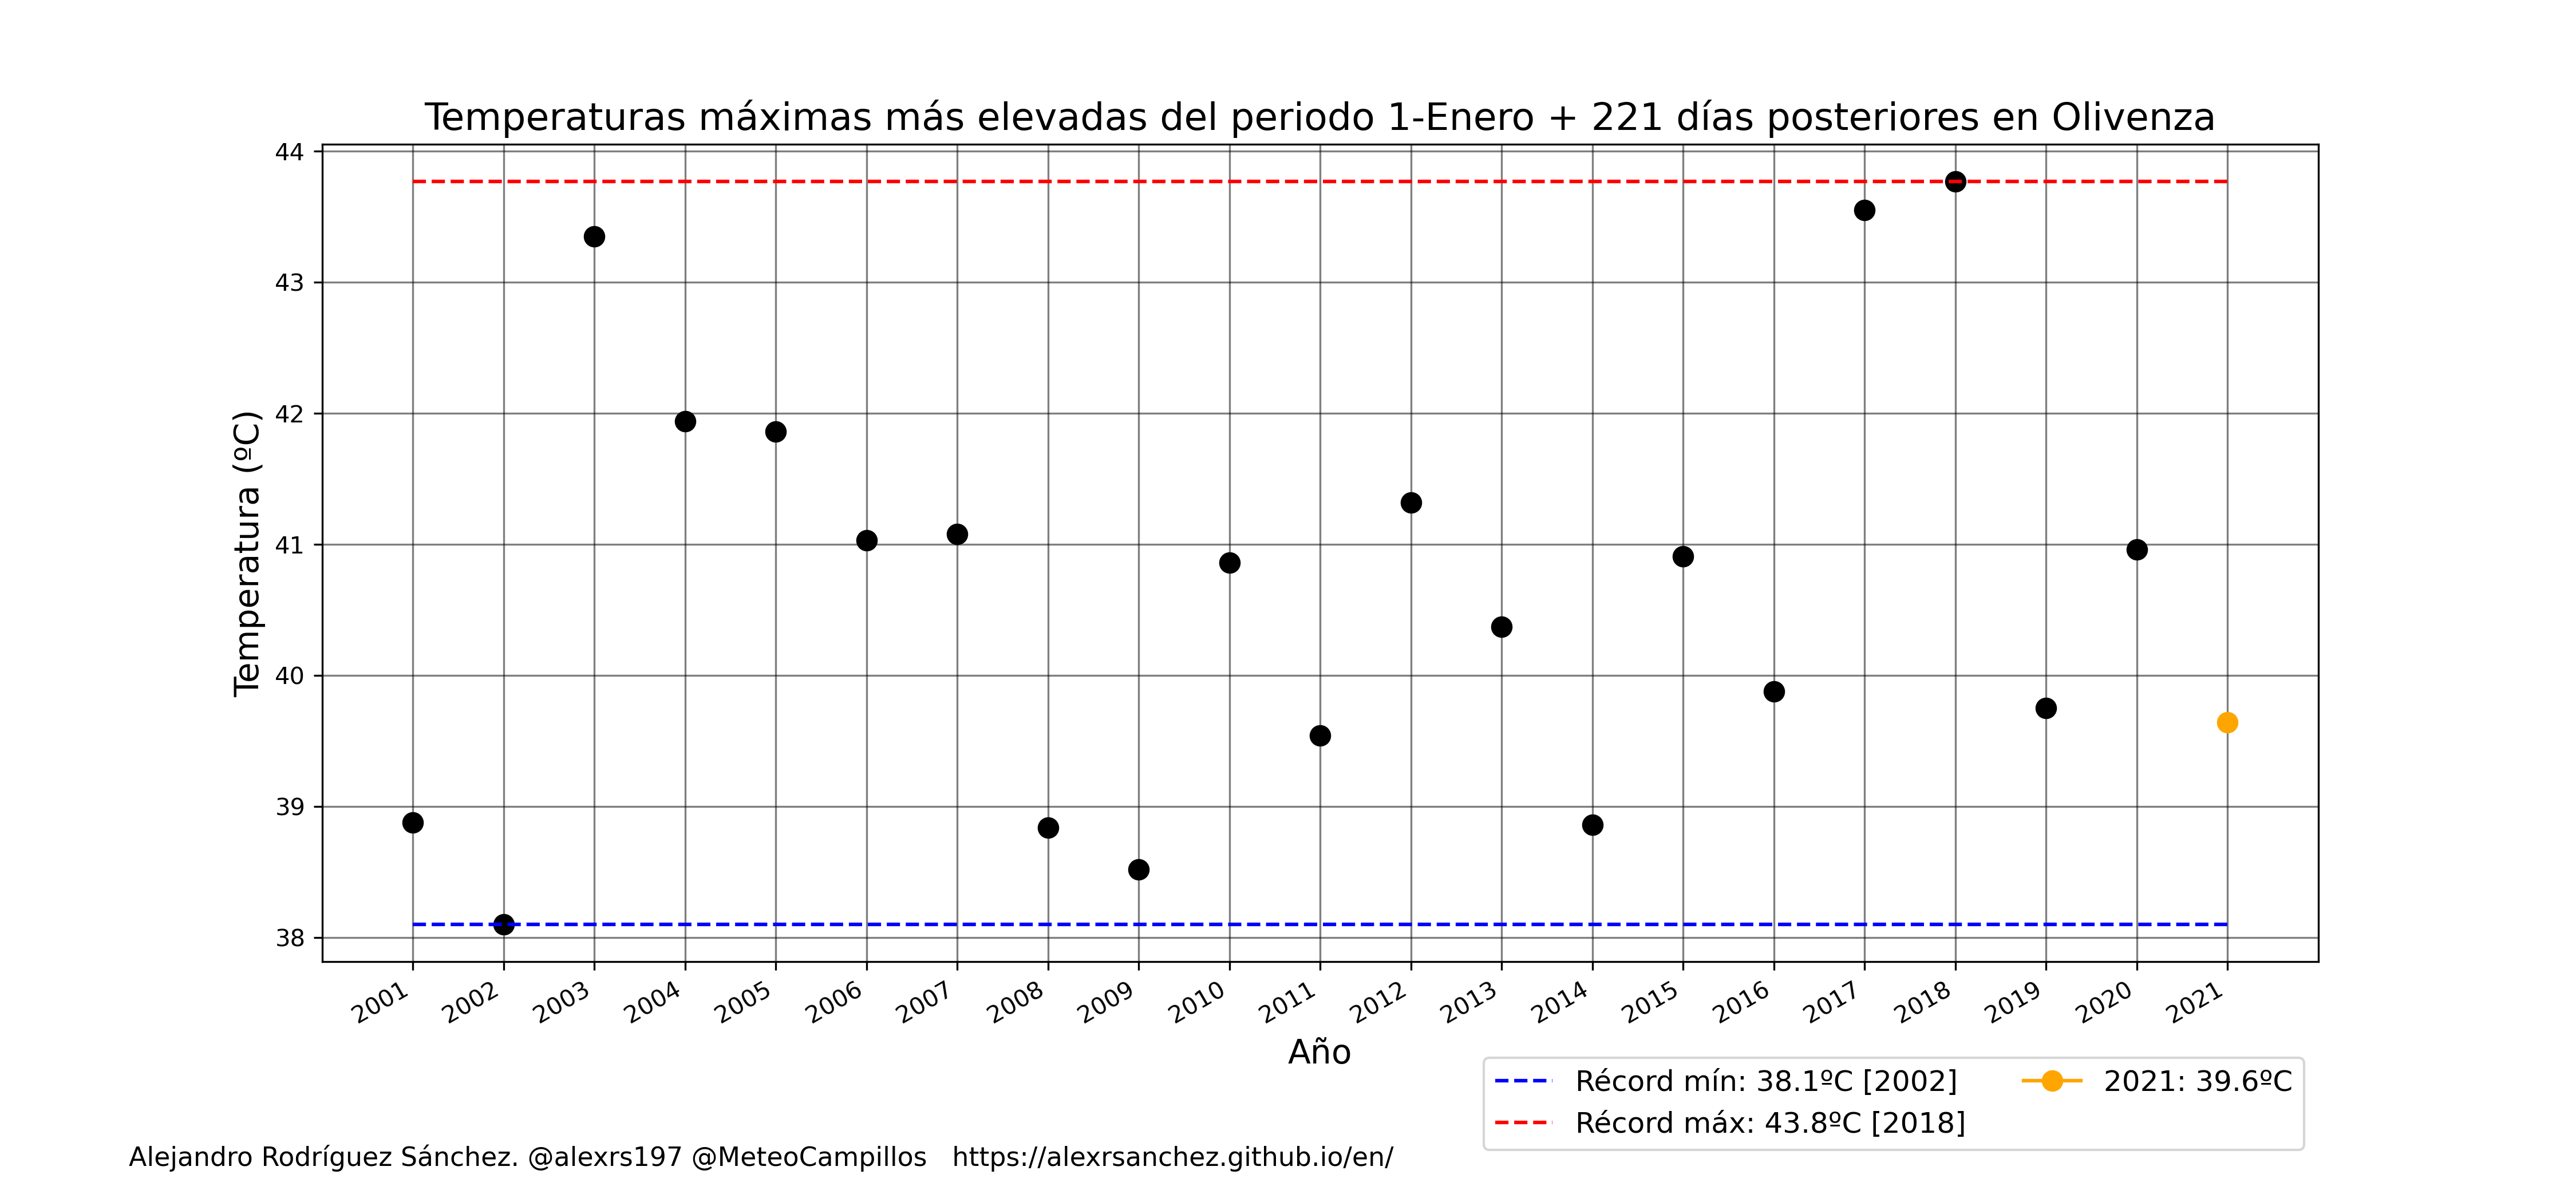 Temperaturas máximas más elevadas del periodo 1-Enero + 221 días posteriores en Olivenza
44
43
42
41
40
39
38
Temperatura (ºC)
2001 2002 2003 2004 2005 2006 2007 2008 2009 2010 2011 2012 2013 2014 2015 2016 2017 2018 2019 2020 2021
Año
Récord mín: 38.1ºC [2002]
Récord máx: 43.8ºC [2018]
2021: 39.6ºC
Alejandro Rodríguez Sánchez. @alexrs197 @MeteoCampillos https://alexrsanchez.github.io/en/